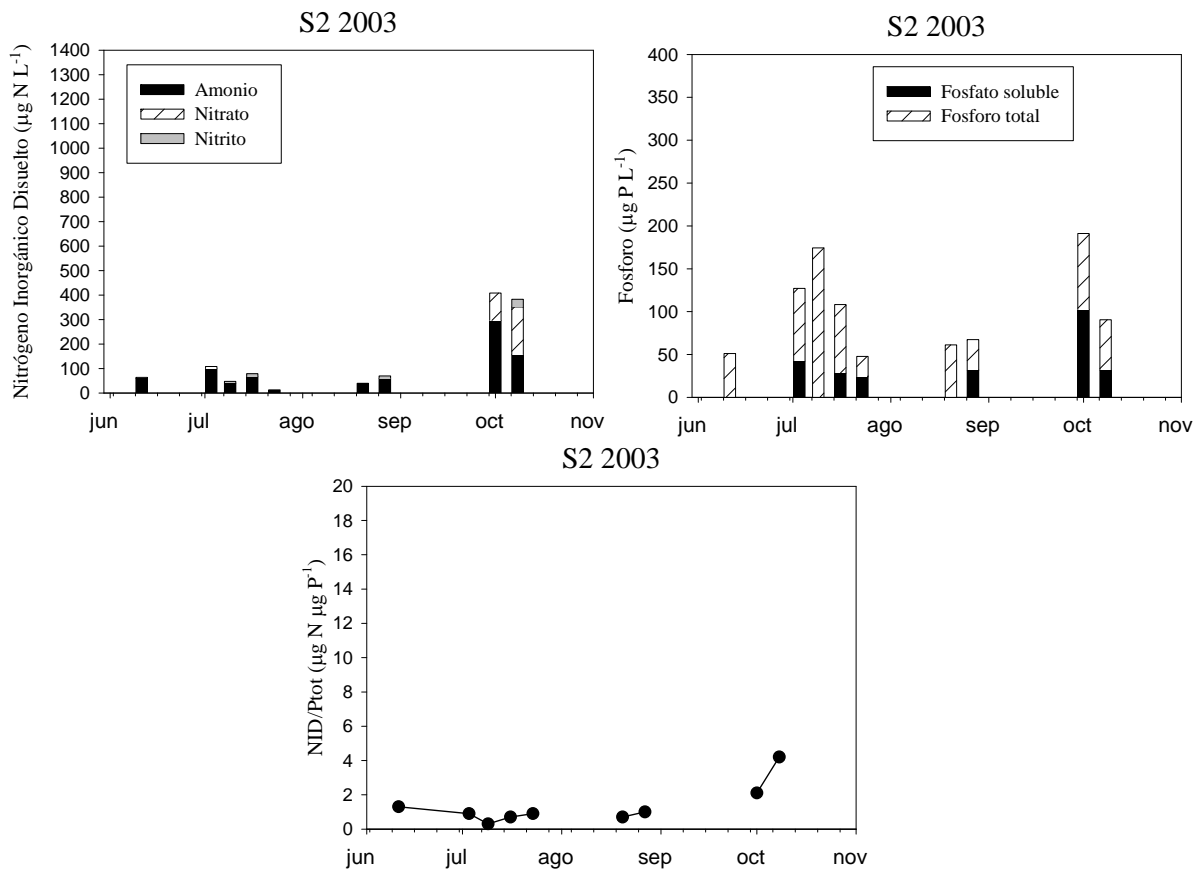 S2 2003
Nitrógeno Inorgánico Disuelto (µg N L-1)
1400
1300
1200
1100
1000
900
800
700
600
500
400
300
200
100
0
Amonio
Nitrato
Nitrito
jun jul ago sep oct nov
S2 2003
Fosforo (µg P L-1)
400
350
300
250
200
150
100
50
0
Fosfato soluble
Fosforo total
jun jul ago sep oct nov
S2 2003
NID/Ptot (µg N µg P-1)
20
18
16
14
12
10
8
6
4
2
0
jun jul ago sep oct nov